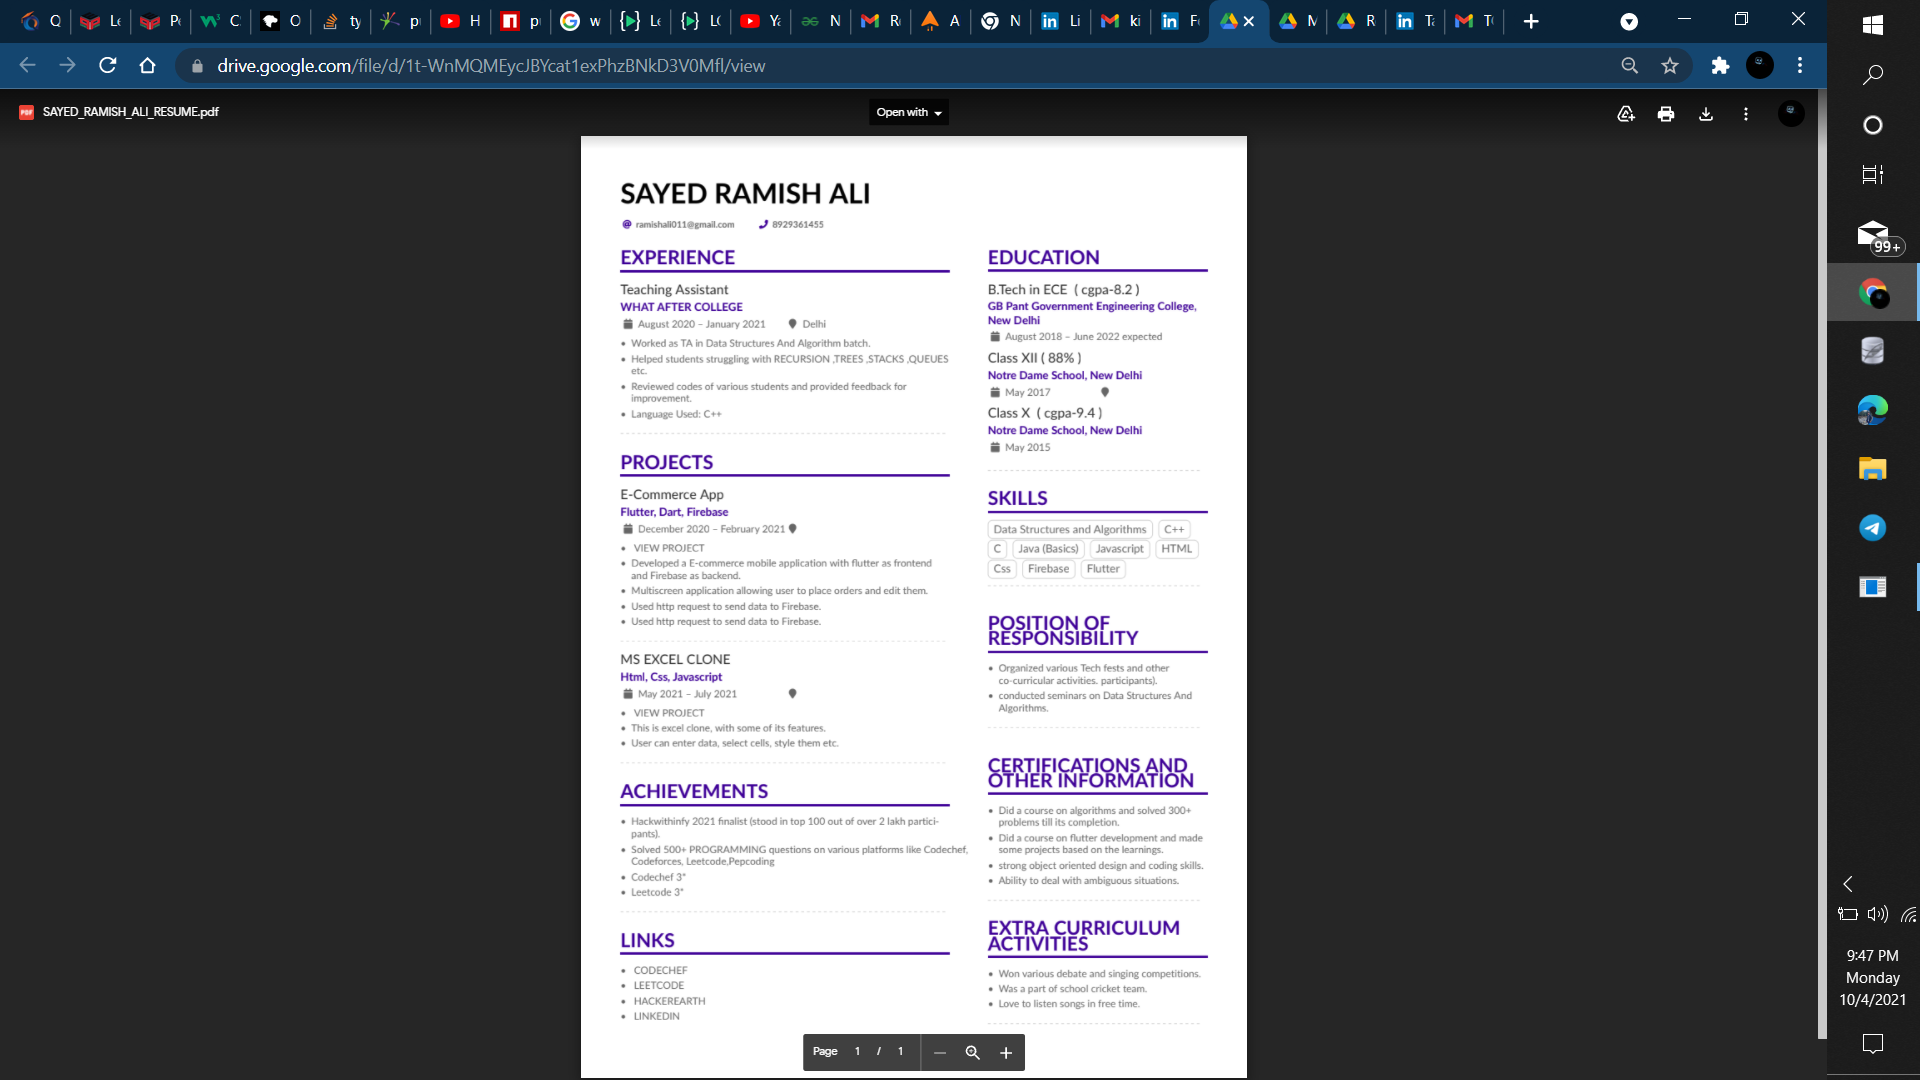 Q
Le
Pe
C
O
ty
p
H
p
w
Le
LC
Ya
N
R
A
N
Li
ki
Fe
M
R
Ta
T
drive.google.com/file/d/1t-WnMQMEycJBYcat1exPhzBNkD3V0Mfl/view
SAYED_RAMISH_ALI_RESUME.pdf
Open with
SAYED RAMISH ALI
@ ramishali011@gmail.com 8929361455
EXPERIENCE
Teaching Assistant
WHAT AFTER COLLEGE
August 2020 – January 2021 Delhi
• Worked as TA in Data Structures And Algorithm batch.
• Helped students struggling with RECURSION ,TREES ,STACKS ,QUEUES
etc.
• Reviewed codes of various students and provided feedback for
improvement.
• Language Used: C++
PROJECTS
E-Commerce App
Flutter, Dart, Firebase
December 2020 – February 2021
• VIEW PROJECT
• Developed a E-commerce mobile application with flutter as frontend
and Firebase as backend.
• Multiscreen application allowing user to place orders and edit them.
• Used http request to send data to Firebase.
• Used http request to send data to Firebase.
MS EXCEL CLONE
Html, Css, Javascript
May 2021 – July 2021
• VIEW PROJECT
• This is excel clone, with some of its features.
• User can enter data, select cells, style them etc.
ACHIEVEMENTS
• Hackwithinfy 2021 finalist (stood in top 100 out of over 2 lakh partici-
pants).
• Solved 500+ PROGRAMMING questions on various platforms like Codechef,
Codeforces, Leetcode,Pepcoding
• Codechef 3*
• Leetcode 3*
LINKS
• CODECHEF
• LEETCODE
• HACKEREARTH
• LINKEDIN
EDUCATION
B.Tech in ECE ( cgpa-8.2 )
GB Pant Government Engineering College,
New Delhi
August 2018 – June 2022 expected
Class XII ( 88% )
Notre Dame School, New Delhi
May 2017
Class X ( cgpa-9.4 )
Notre Dame School, New Delhi
May 2015
SKILLS
Data Structures and Algorithms C++
C Java (Basics) Javascript HTML
Css Firebase Flutter
POSITION OF
RESPONSIBILITY
• Organized various Tech fests and other
co-curricular activities. participants).
• conducted seminars on Data Structures And
Algorithms.
CERTIFICATIONS AND
OTHER INFORMATION
• Did a course on algorithms and solved 300+
problems till its completion.
• Did a course on flutter development and made
some projects based on the learnings.
• strong object oriented design and coding skills.
• Ability to deal with ambiguous situations.
EXTRA CURRICULUM
ACTIVITIES
• Won various debate and singing competitions.
• Was a part of school cricket team.
• Love to listen songs in free time.
Page 1 / 1
99+
9:47 PM
Monday
10/4/2021